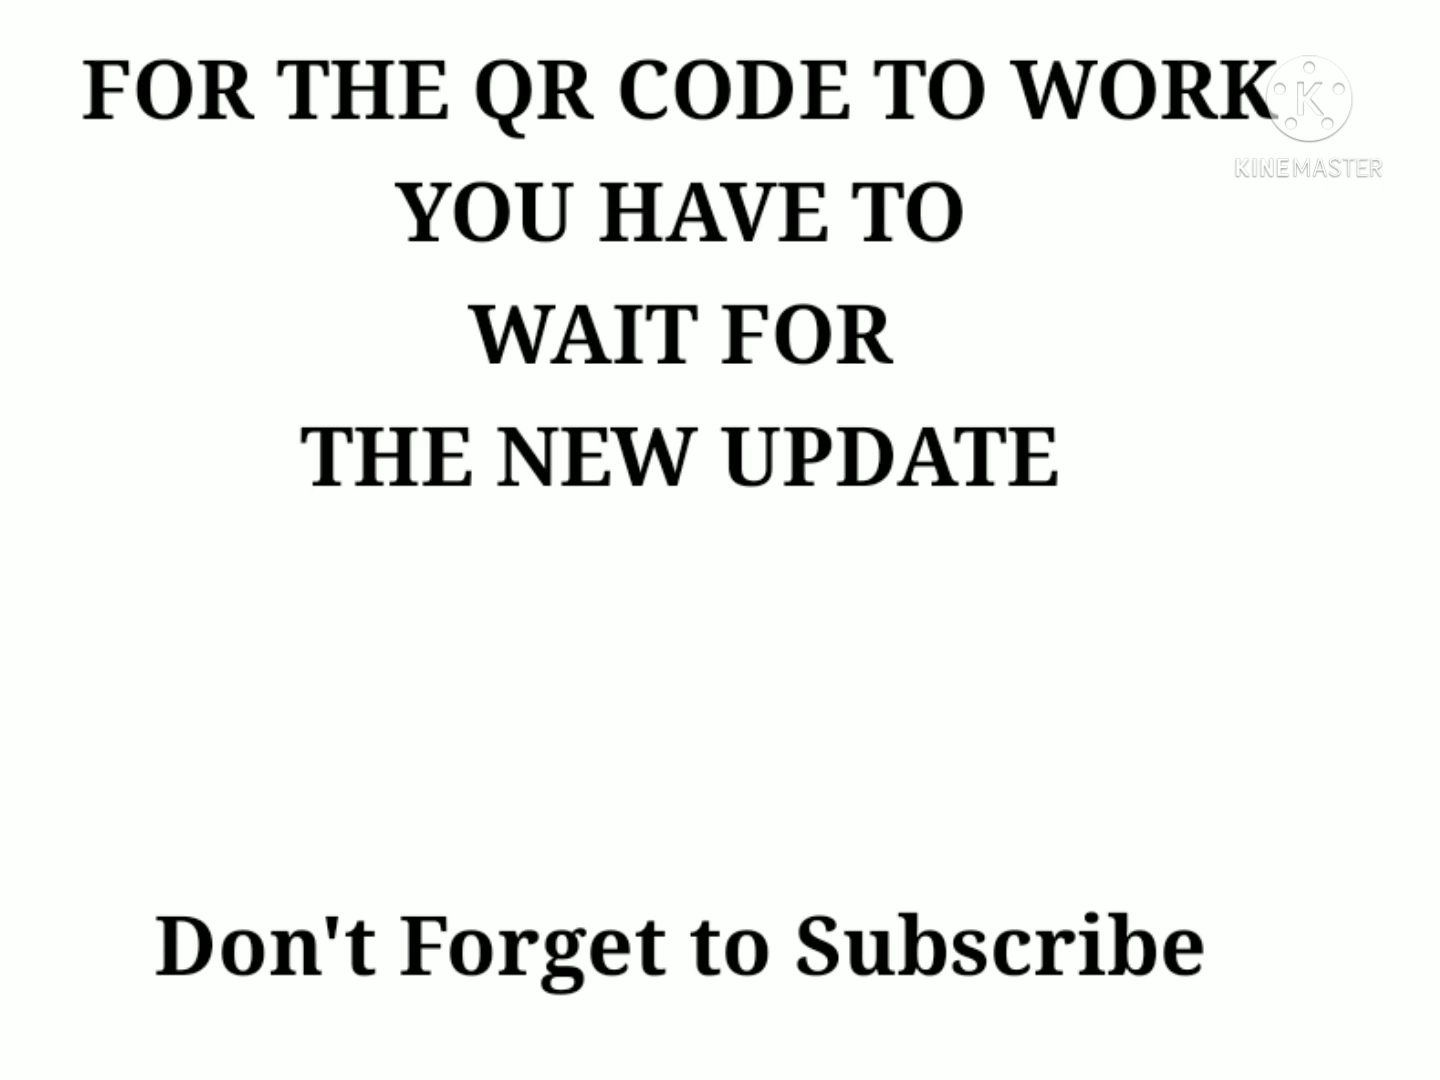 FOR THE QR CODE TO WORK
K
KINEMASTER
YOU HAVE TO
WAIT FOR
THE NEW UPDATE
Don't Forget to Subscribe